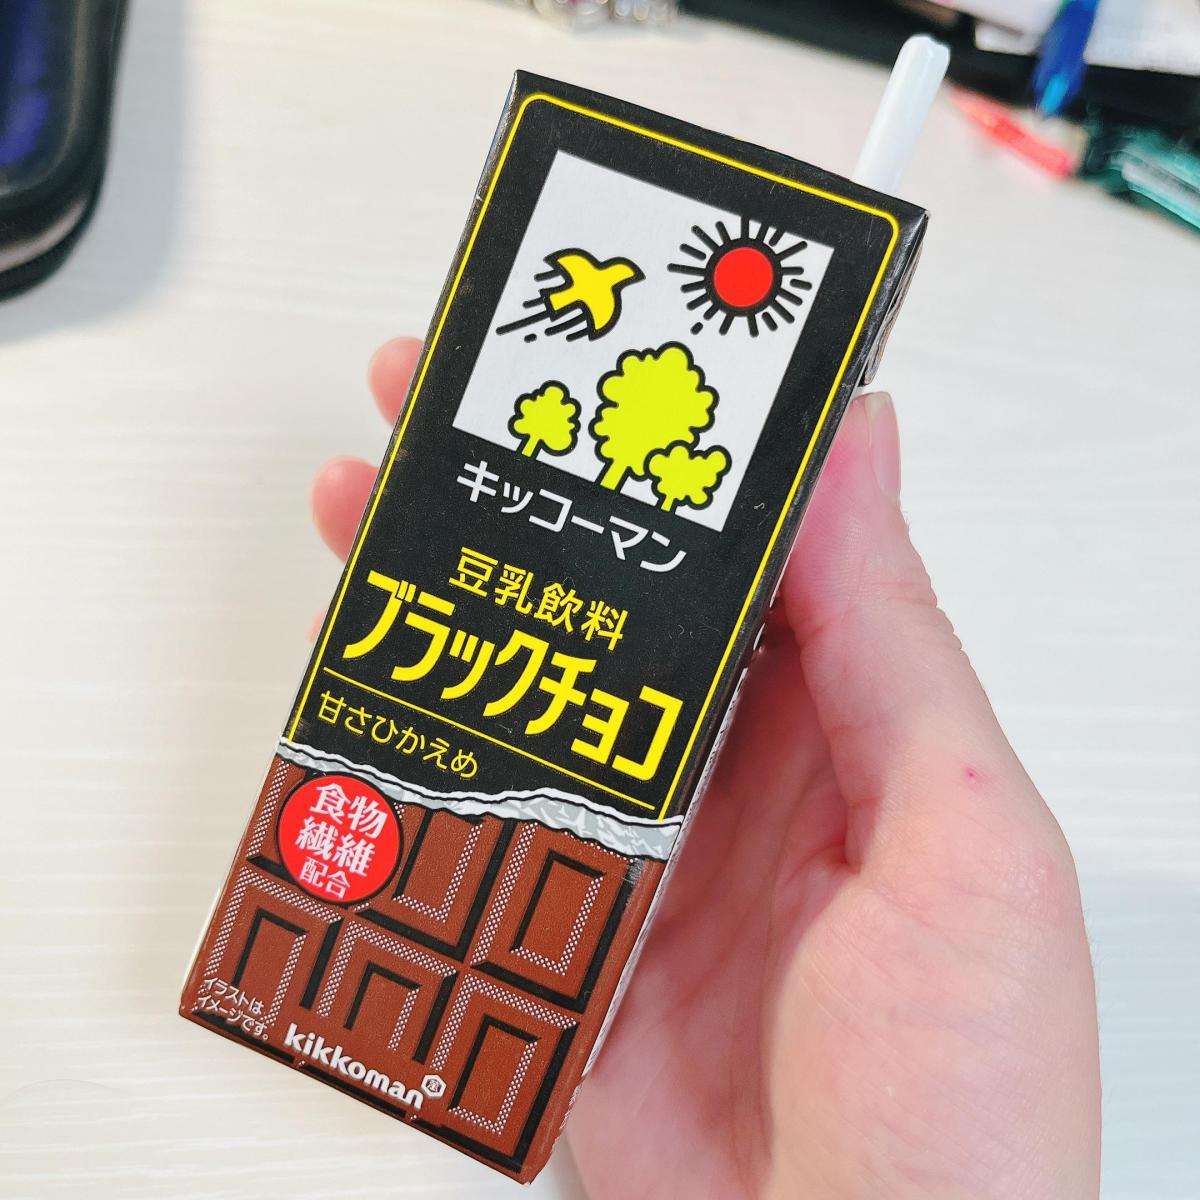 キッコーマン
豆乳飲料
ブラックチョコ
甘さひかえめ
食物
繊維
配合
イラストは
イメージです。
kikkoman